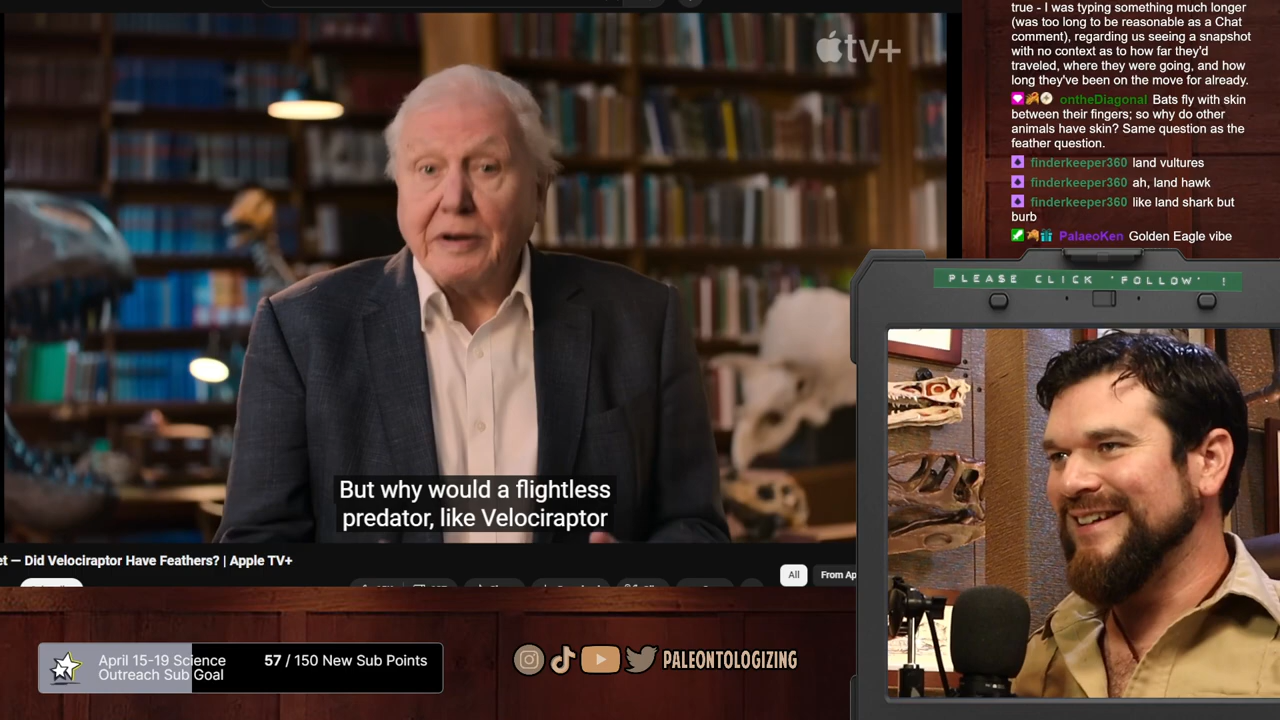 tv+
But why would a flightless
predator, like Velociraptor
et — Did Velociraptor Have Feathers? | Apple TV+
All
From Ap
true - I was typing something much longer
(was too long to be reasonable as a Chat
comment), regarding us seeing a snapshot
with no context as to how far they'd
traveled, where they were going, and how
long they've been on the move for already.
ontheDiagonal Bats fly with skin
between their fingers; so why do other
animals have skin? Same question as the
feather question.
finderkeeper360 land vultures
finderkeeper360 ah, land hawk
finderkeeper360 like land shark but
burb
PalaeoKen Golden Eagle vibe
PLEASE CLICK 'FOLLOW' !
April 15-19 Science
Outreach Sub Goal
57 / 150 New Sub Points
PALEONTOLOGIZING